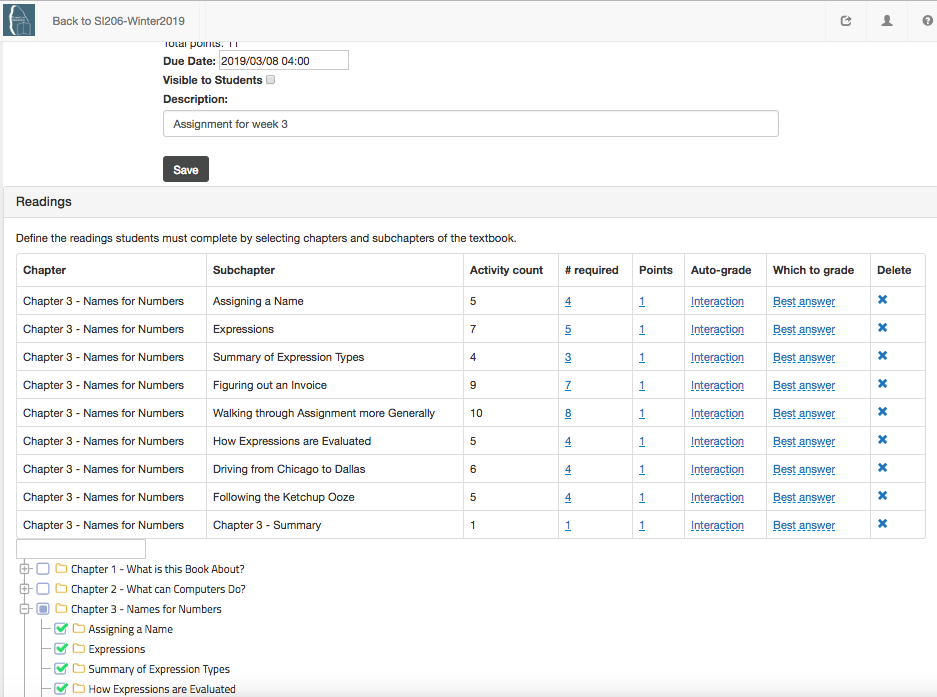 Back to SI206-Winter2019
Total points: 11
Due Date: 2019/03/08 04:00
Visible to Students
Description:
Assignment for week 3
Save
Readings
Define the readings students must complete by selecting chapters and subchapters of the textbook.
Chapter Subchapter Activity count # required Points Auto-grade Which to grade Delete
Chapter 3 - Names for Numbers Assigning a Name 5 4 1 Interaction Best answer
Chapter 3 - Names for Numbers Expressions 7 5 1 Interaction Best answer
Chapter 3 - Names for Numbers Summary of Expression Types 4 3 1 Interaction Best answer
Chapter 3 - Names for Numbers Figuring out an Invoice 9 7 1 Interaction Best answer
Chapter 3 - Names for Numbers Walking through Assignment more Generally 10 8 1 Interaction Best answer
Chapter 3 - Names for Numbers How Expressions are Evaluated 5 4 1 Interaction Best answer
Chapter 3 - Names for Numbers Driving from Chicago to Dallas 6 4 1 Interaction Best answer
Chapter 3 - Names for Numbers Following the Ketchup Ooze 5 4 1 Interaction Best answer
Chapter 3 - Names for Numbers Chapter 3 - Summary 1 1 1 Interaction Best answer
Chapter 1 - What is this Book About?
Chapter 2 - What can Computers Do?
Chapter 3 - Names for Numbers
Assigning a Name
Expressions
Summary of Expression Types
How Expressions are Evaluated